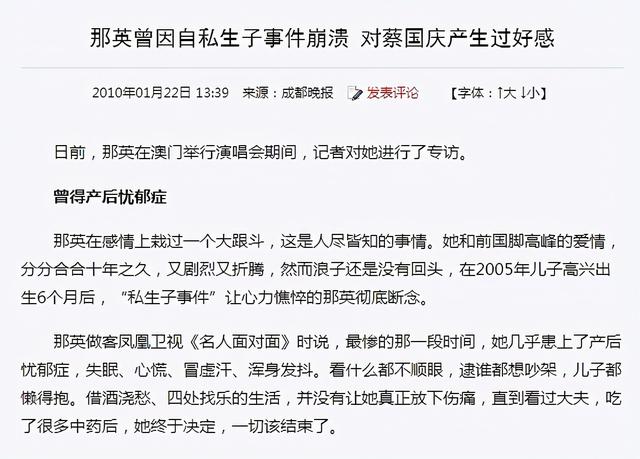 那英曾因自私生子事件崩溃 对蔡国庆产生过好感
2010年01月22日 13:39 来源：成都晚报 发表评论 【字体：↑大 ↓小】
日前，那英在澳门举行演唱会期间，记者对她进行了专访。
曾得产后忧郁症
那英在感情上栽过一个大跟斗，这是人尽皆知的事情。她和前国脚高峰的爱情，
分分合合十年之久，又剧烈又折腾，然而浪子还是没有回头，在2005年儿子高兴出
生6个月后，“私生子事件”让心力憔悴的那英彻底断念。
那英做客凤凰卫视《名人面对面》时说，最惨的那一段时间，她几乎患上了产后
忧郁症，失眠、心慌、冒虚汗、浑身发抖。看什么都不顺眼，逮谁都想吵架，儿子都
懒得抱。借酒浇愁、四处找乐的生活，并没有让她真正放下伤痛，直到看过大夫，吃
了很多中药后，她终于决定，一切该结束了。